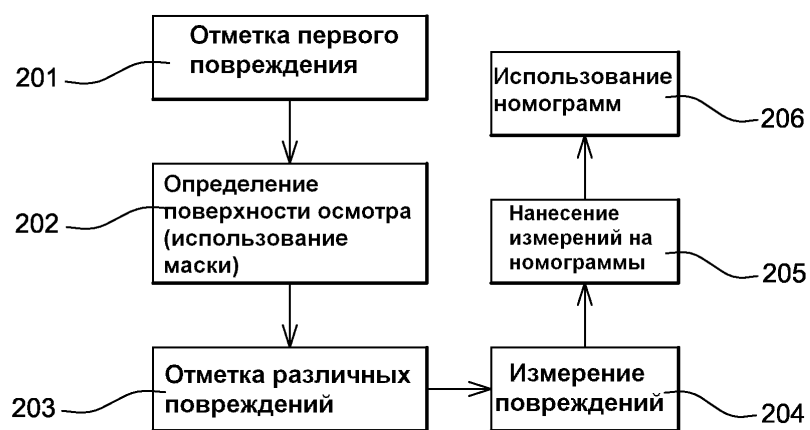 201
Отметка первого
повреждения
202
Определение
поверхности осмотра
(использование
маски)
203
Отметка различных
повреждений
Измерение
повреждений
204
Нанесение
измерений на
номограммы
205
Использование
номограмм
206